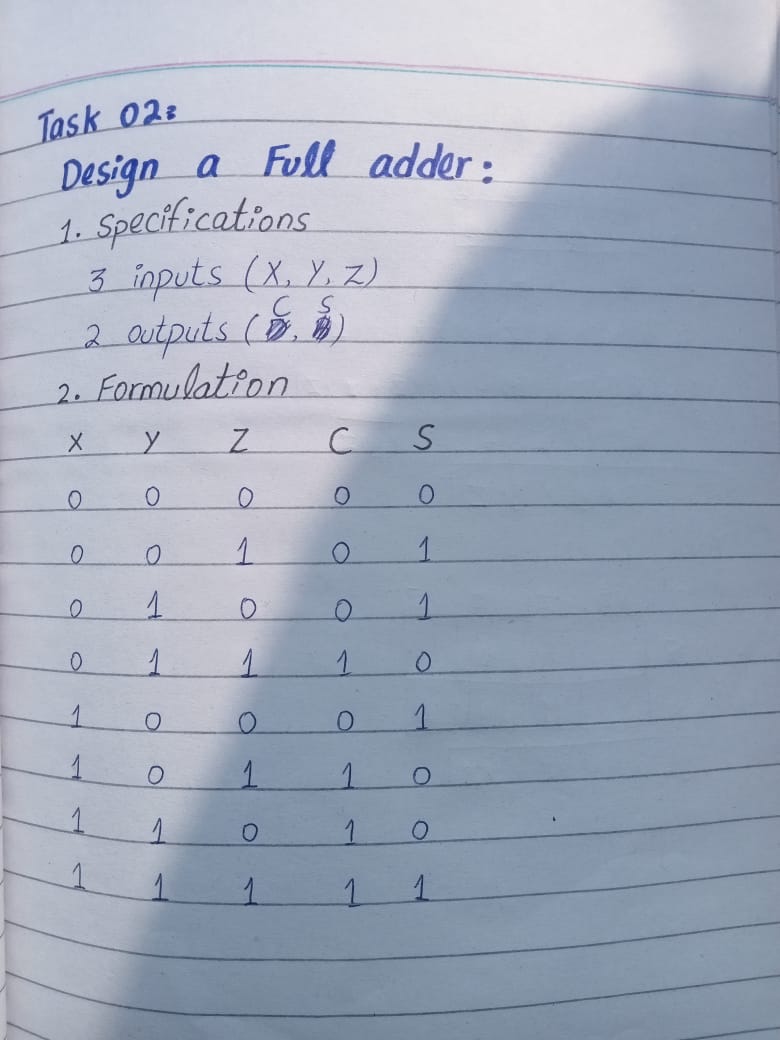 Task 02:
Design a Full adder:
1. Specifications
3 inputs (X, Y, Z)
2 outputs (C, S)
2. Formulation
X Y Z C S
0 0 0 0 0
0 0 1 0 1
0 1 0 0 1
0 1 1 1 0
1 0 0 0 1
1 0 1 1 0
1 1 0 1 0
1 1 1 1 1